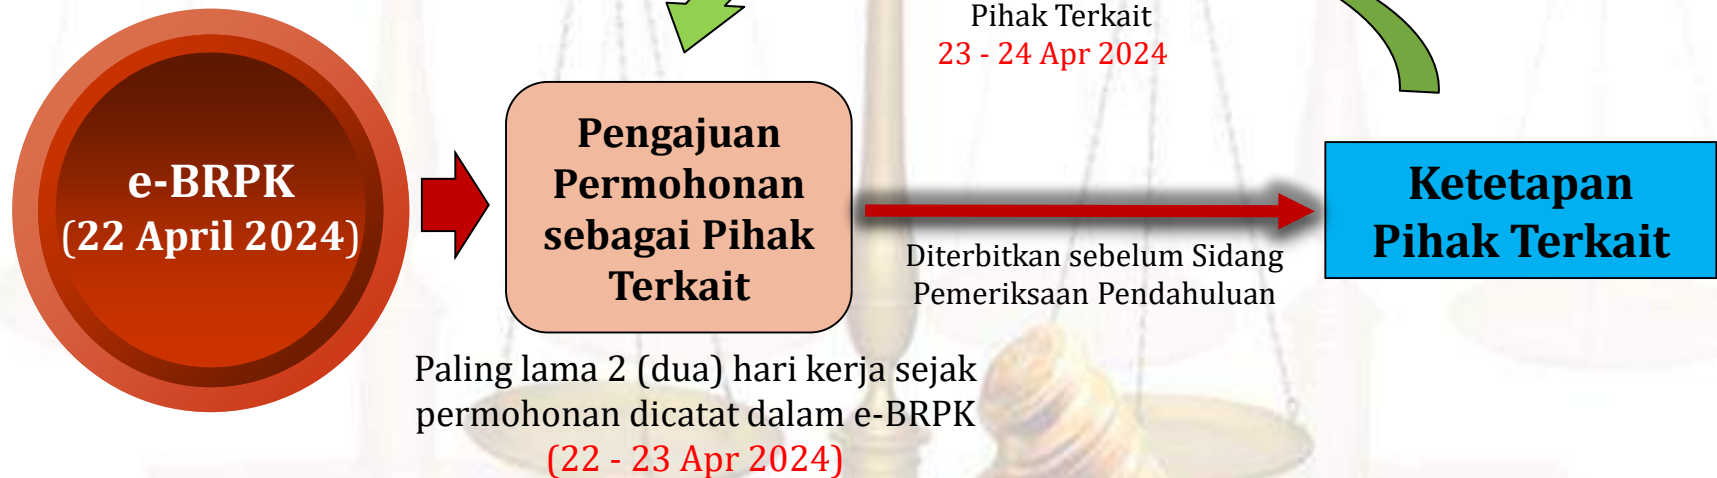 Pihak Terkait
23 - 24 Apr 2024
e-BRPK
(22 April 2024)
Pengajuan
Permohonan
sebagai Pihak
Terkait
Diterbitkan sebelum Sidang
Pemeriksaan Pendahuluan
Ketetapan
Pihak Terkait
Paling lama 2 (dua) hari kerja sejak
permohonan dicatat dalam e-BRPK
(22 - 23 Apr 2024)